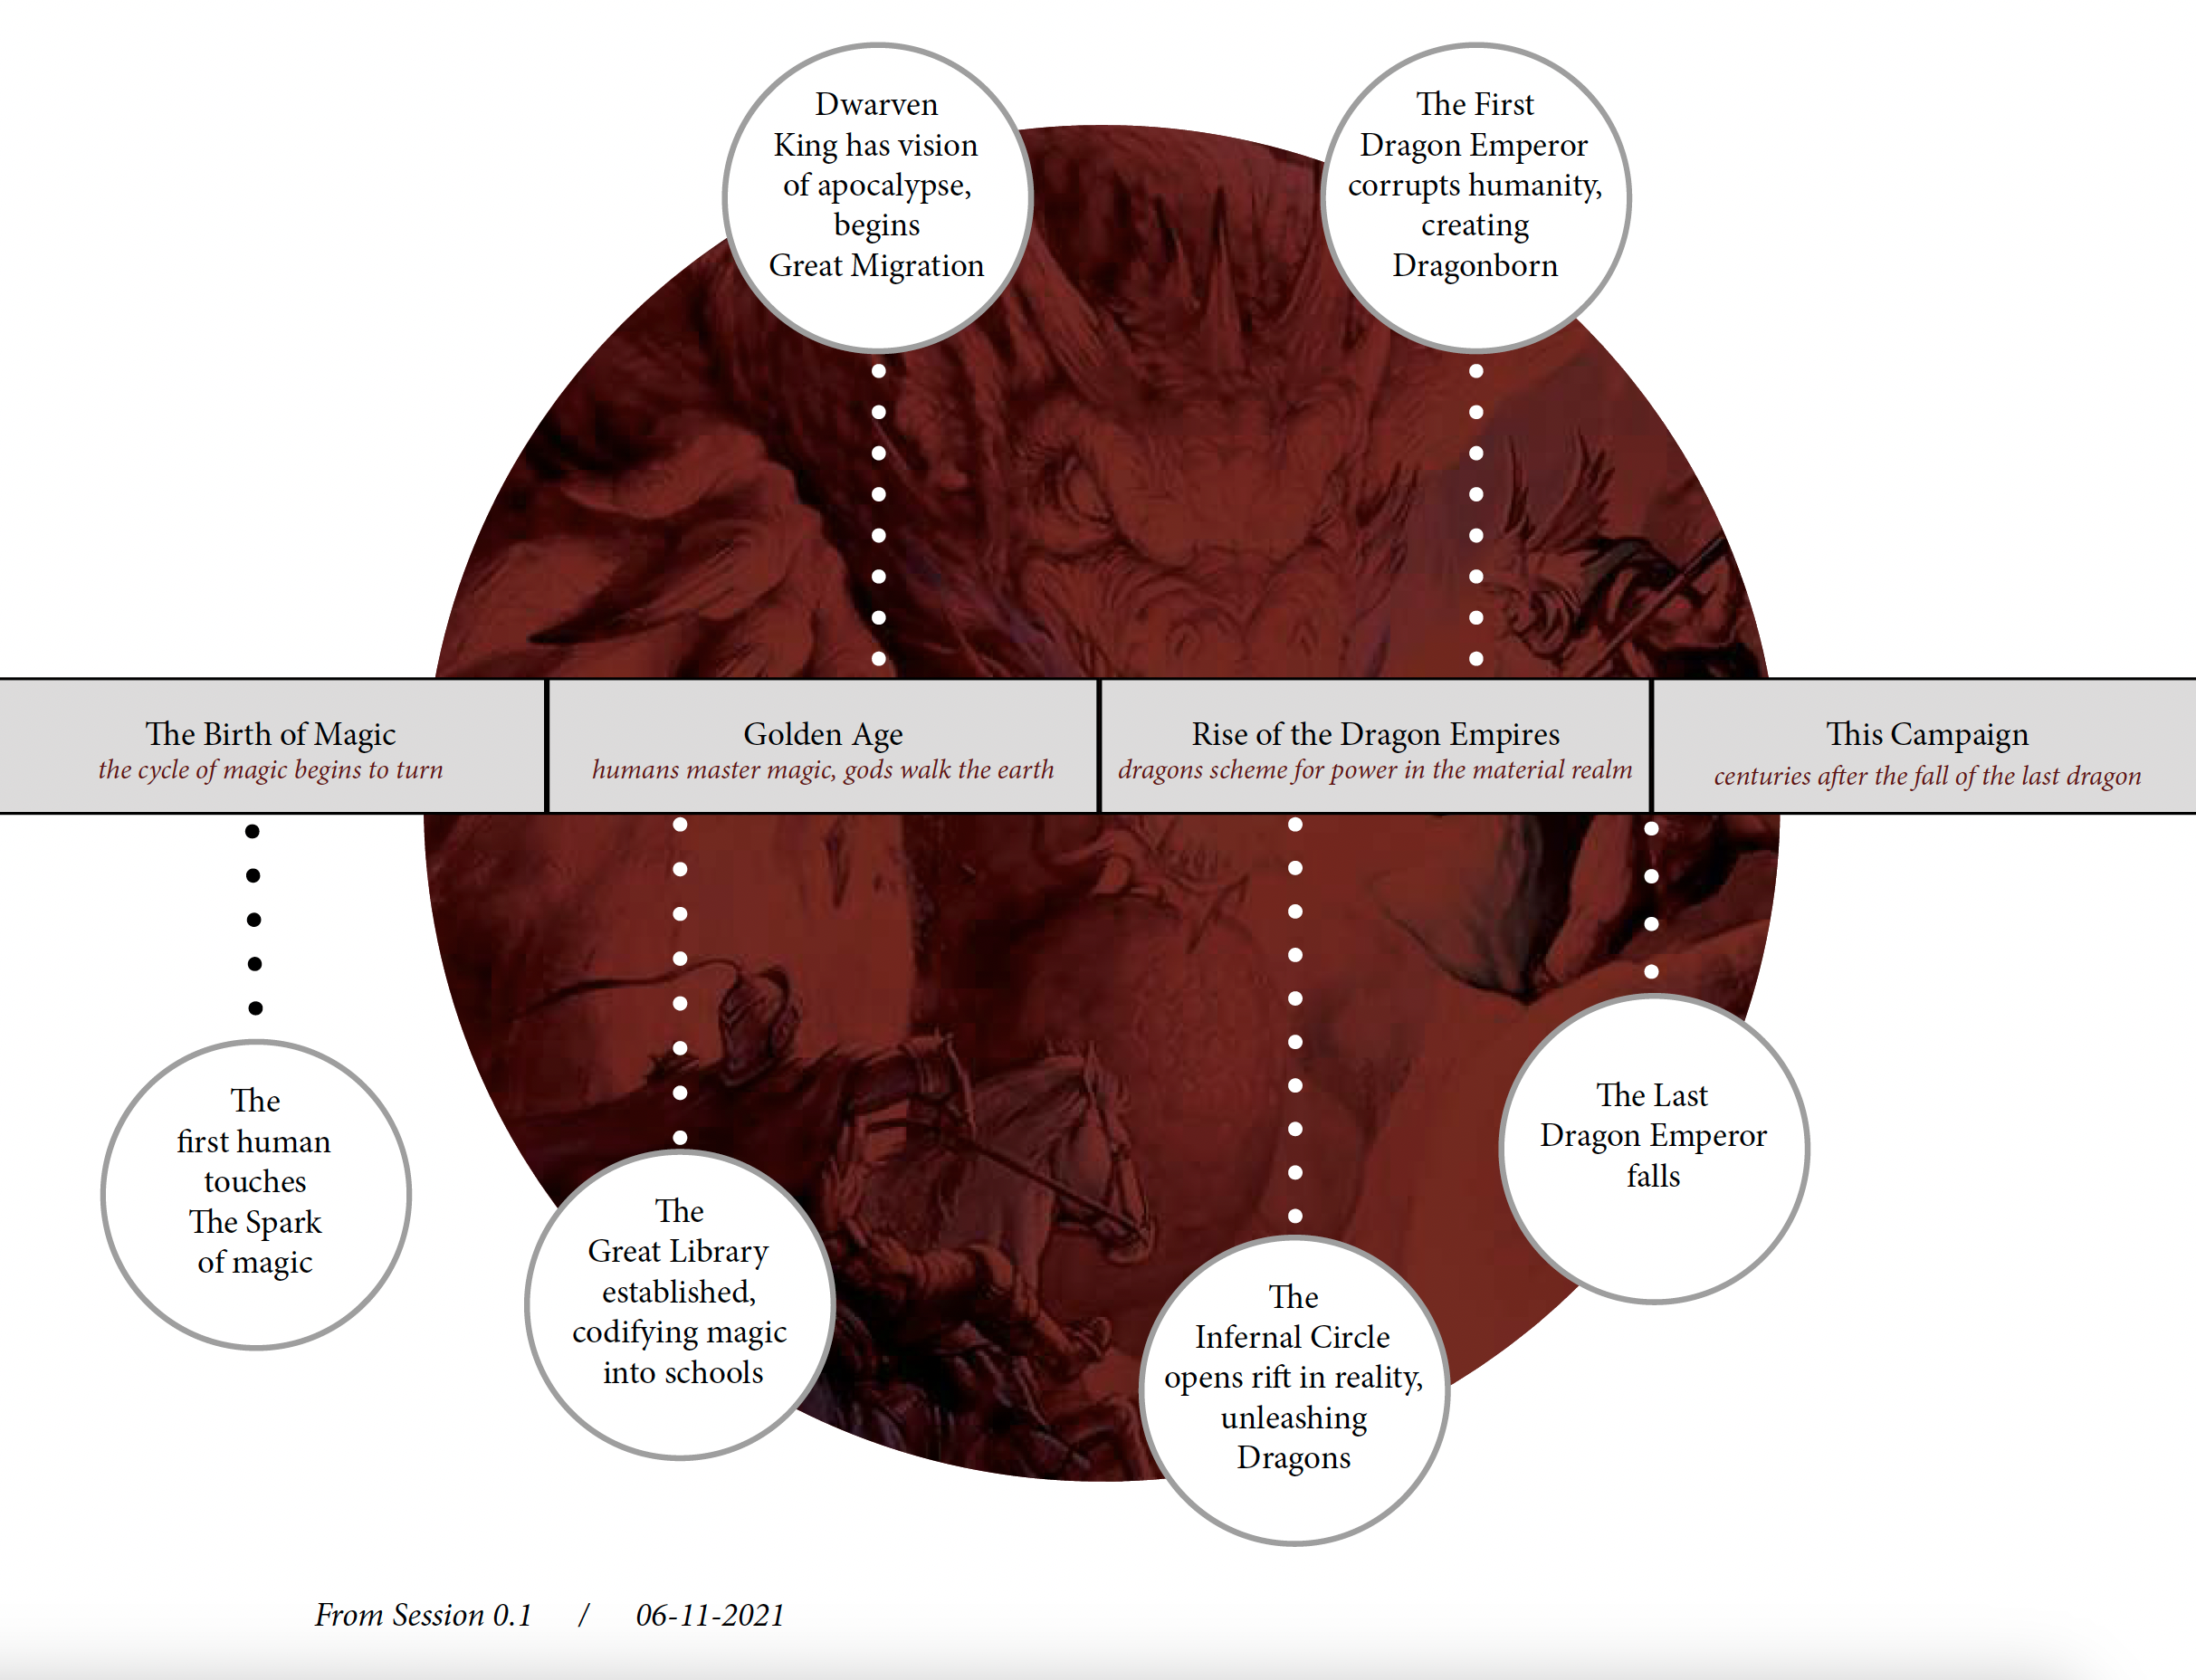 Dwarven
King has vision
of apocalypse,
begins
Great Migration
The First
Dragon Emperor
corrupts humanity,
creating
Dragonborn
The Birth of Magic
the cycle of magic begins to turn
Golden Age
humans master magic, gods walk the earth
Rise of the Dragon Empires
dragons scheme for power in the material realm
This Campaign
centuries after the fall of the last dragon
The
first human
touches
The Spark
of magic
The
Great Library
established,
codifying magic
into schools
The
Infernal Circle
opens rift in reality,
unleashing
Dragons
The Last
Dragon Emperor
falls
From Session 0.1 / 06-11-2021